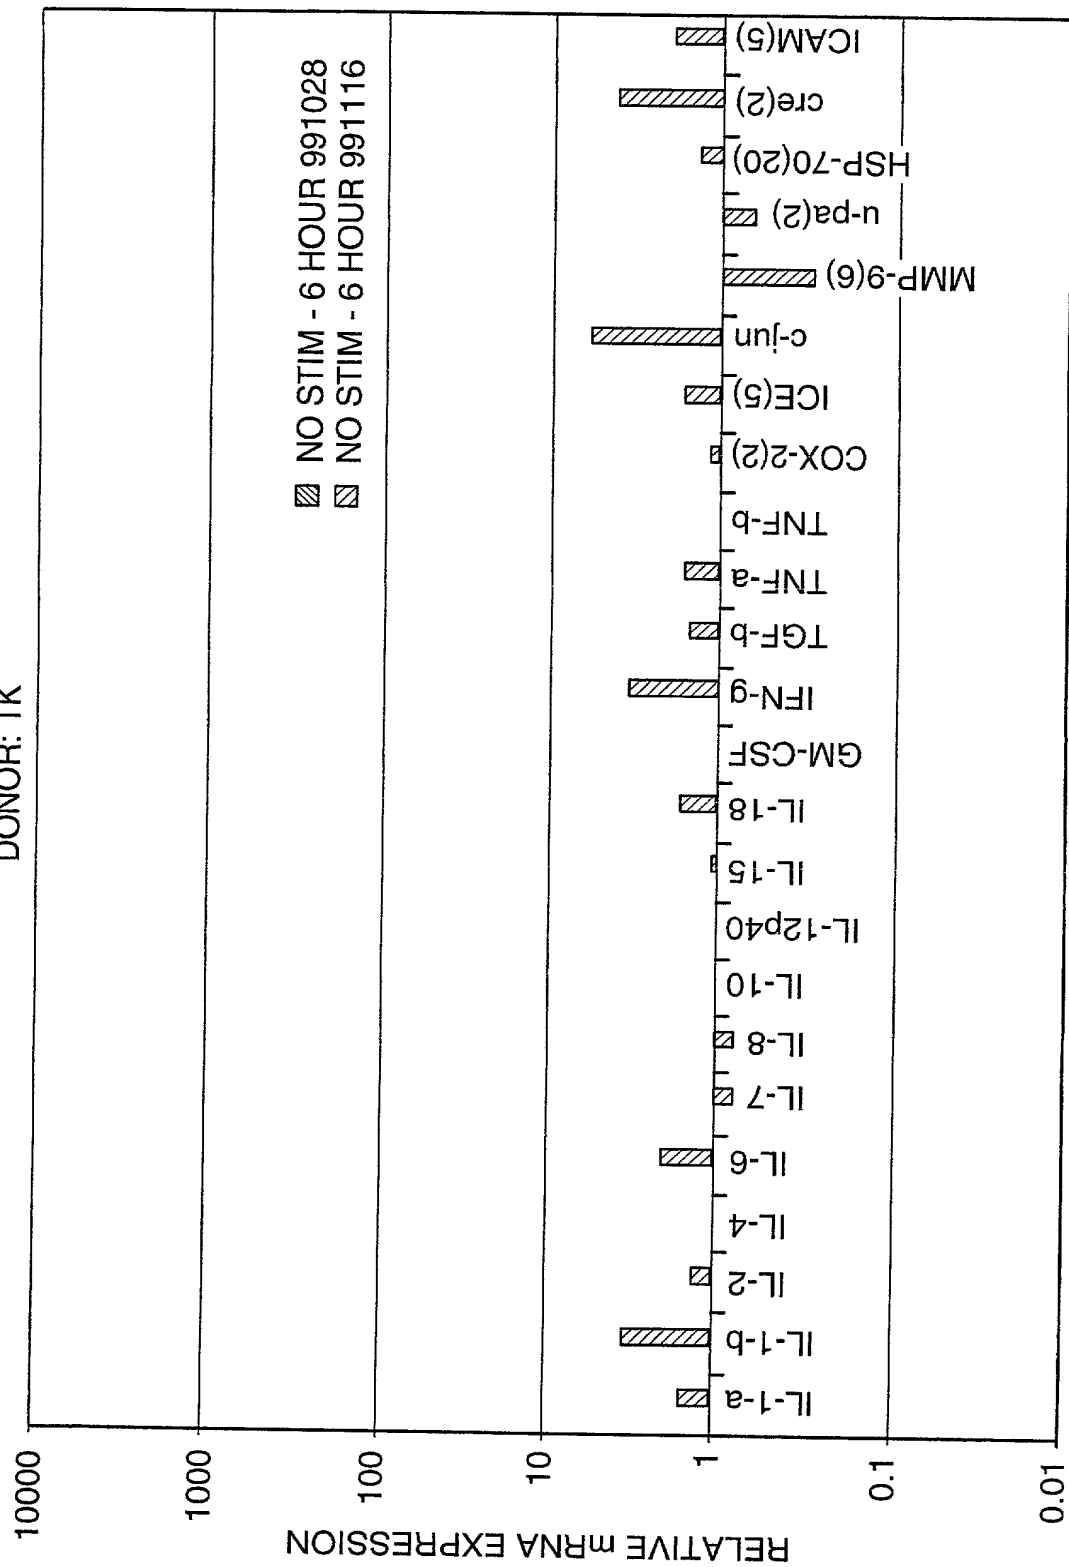 DONOR: TK
10000
1000
100
10
1
0.1
0.01
RELATIVE mRNA EXPRESSION
NO STIM - 6 HOUR 991028
NO STIM - 6 HOUR 991116
IL-1-a
IL-1-b
IL-2
IL-4
IL-6
IL-7
IL-8
IL-10
IL-12p40
IL-15
IL-18
GM-CSF
IFN-g
TGF-b
TNF-a
TNF-b
COX-2(2)
ICE(5)
c-jun
MMP-9(6)
u-pa(2)
HSP-70(20)
cre(2)
ICAM(5)